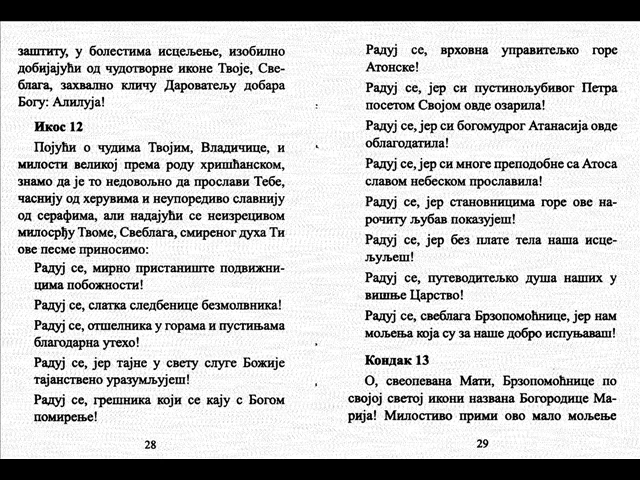 заштиту, у болестима исцељење, изобилно
добијајући од чудотворне иконе Твоје, Све-
блага, захвално кличу Дароватељу добара
Богу: Алилуја!
Икос 12
Појући о чудима Твојим, Владичице, и
милости великој према роду хришћанском,
знамо да је то недовољно да прослави Тебе,
часнију од херувима и неупоредиво славнију
од серафима, али надајући се неизрецивом
милосрђу Твоме, Свеблага, смиреног духа Ти
ове песме приносимо:
Радуј се, мирно пристаниште подвижни-
цима побожности!
Радуј се, слатка следбенице безмолвника!
Радуј се, отшелника у горама и пустињама
благодарна утехо!
Радуј се, јер тајне у свету слуге Божије
тајанствено уразумљујеш!
Радуј се, грешника који се кају с Богом
помирење!
28
Радуј се, врховна управитељко горе
Атонске!
Радуј се, јер си пустинољубивог Петра
посетом Својом овде озарила!
Радуј се, јер си богомудрог Атанасија овде
облагодатила!
Радуј се, јер си многе преподобне са Атоса
славом небеском прославила!
Радуј се, јер становницима горе ове на-
рочиту љубав показујеш!
Радуј се, јер без плате тела наша исце-
љуљеш!
Радуј се, путеводитељко душа наших у
вишње Царство!
Радуј се, свеблага Брзопомоћнице, јер нам
мољења која су за наше добро испуњаваш!
Кондак 13
О, свеопевана Мати, Брзопомоћнице по
својој светој икони названа Богородице Ма-
рија! Милостиво прими ово мало мољење
29